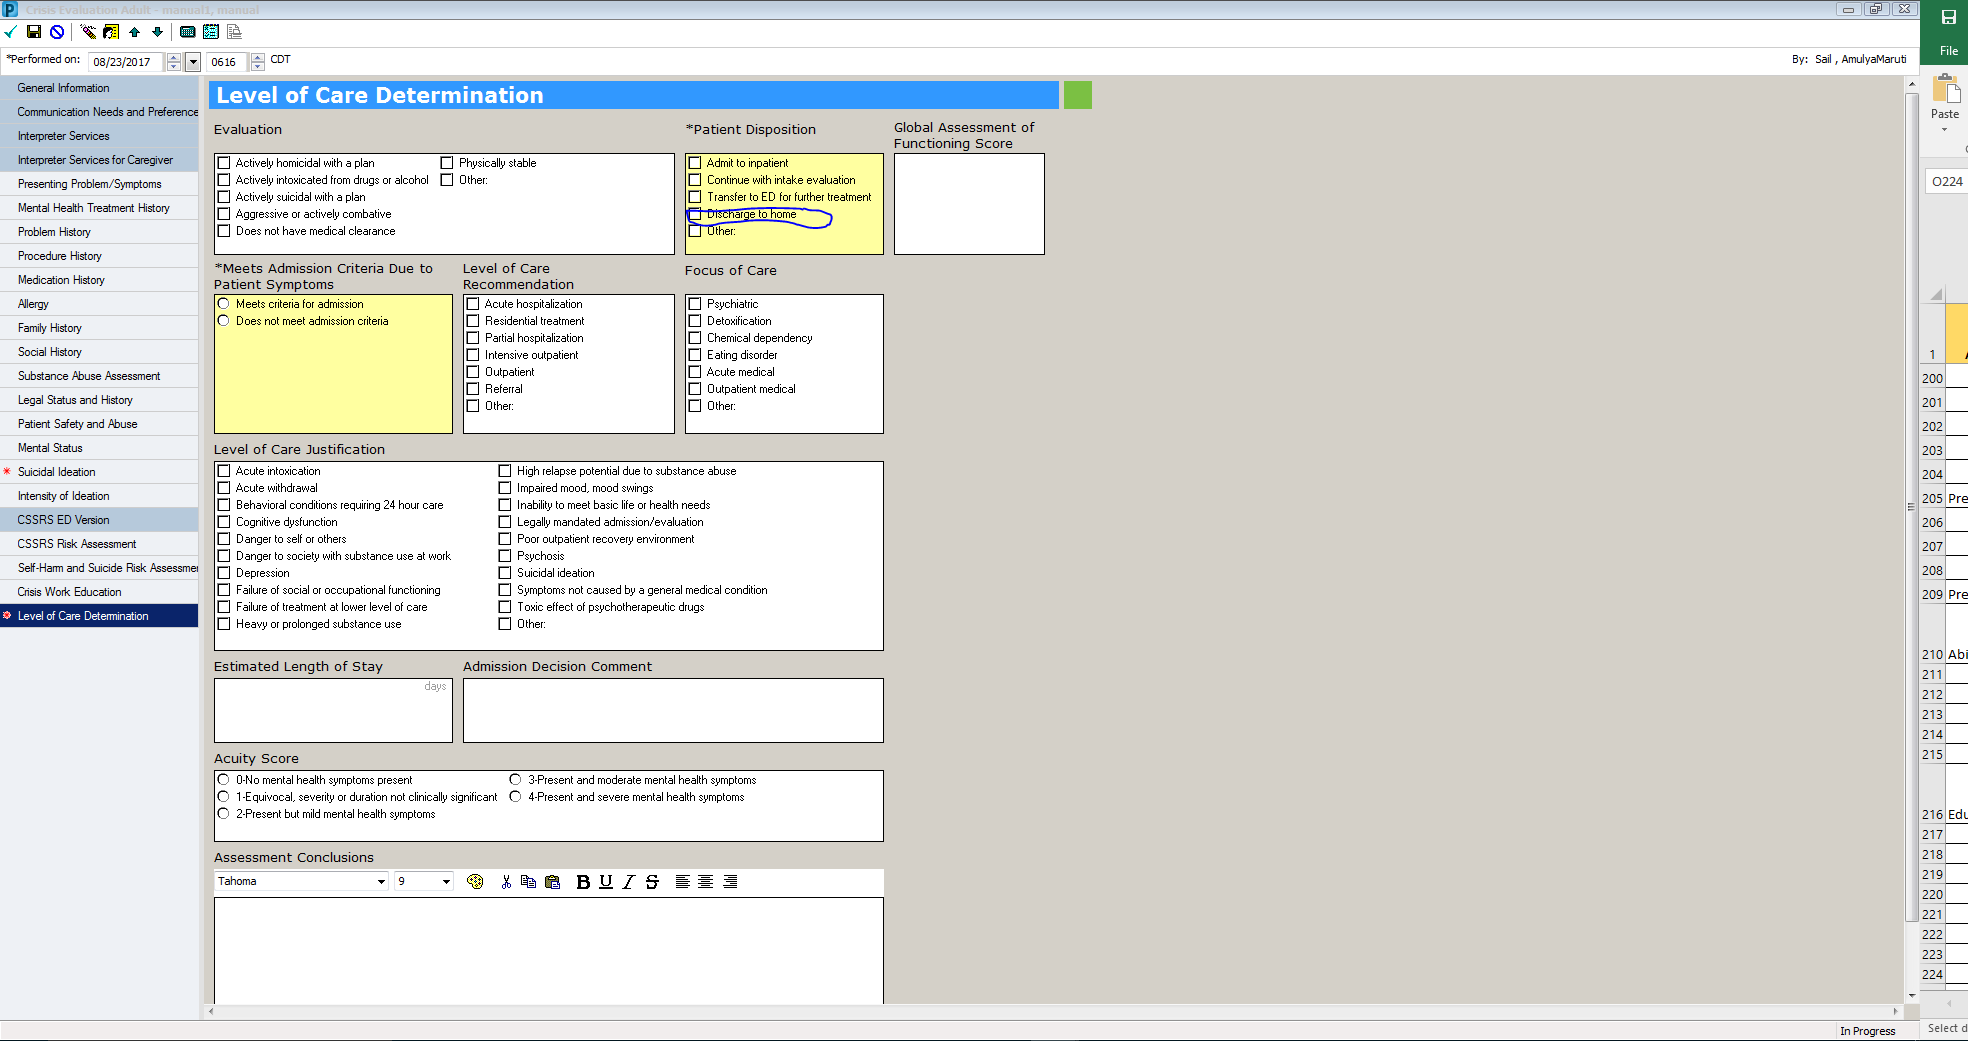 Crisis Evaluation Adult - manual1, manual
*Performed on: 08/23/2017 0616 CDT By: Sail , AmulyaMaruti
General Information
Communication Needs and Preference
Interpreter Services
Interpreter Services for Caregiver
Presenting Problem/Symptoms
Mental Health Treatment History
Problem History
Procedure History
Medication History
Allergy
Family History
Social History
Substance Abuse Assessment
Legal Status and History
Patient Safety and Abuse
Mental Status
Suicidal Ideation
Intensity of Ideation
CSSRS ED Version
CSSRS Risk Assessment
Self-Harm and Suicide Risk Assessmen
Crisis Work Education
Level of Care Determination
Level of Care Determination
Evaluation
Actively homicidal with a plan
Actively intoxicated from drugs or alcohol
Actively suicidal with a plan
Aggressive or actively combative
Does not have medical clearance
Physically stable
Other:
*Patient Disposition
Admit to inpatient
Continue with intake evaluation
Transfer to ED for further treatment
Discharge to home
Other:
Global Assessment of
Functioning Score
*Meets Admission Criteria Due to
Patient Symptoms
Meets criteria for admission
Does not meet admission criteria
Level of Care
Recommendation
Acute hospitalization
Residential treatment
Partial hospitalization
Intensive outpatient
Outpatient
Referral
Other:
Focus of Care
Psychiatric
Detoxification
Chemical dependency
Eating disorder
Acute medical
Outpatient medical
Other:
Level of Care Justification
Acute intoxication
Acute withdrawal
Behavioral conditions requiring 24 hour care
Cognitive dysfunction
Danger to self or others
Danger to society with substance use at work
Depression
Failure of social or occupational functioning
Failure of treatment at lower level of care
Heavy or prolonged substance use
High relapse potential due to substance abuse
Impaired mood, mood swings
Inability to meet basic life or health needs
Legally mandated admission/evaluation
Poor outpatient recovery environment
Psychosis
Suicidal ideation
Symptoms not caused by a general medical condition
Toxic effect of psychotherapeutic drugs
Other:
Estimated Length of Stay
days
Admission Decision Comment
Acuity Score
0-No mental health symptoms present
1-Equivocal, severity or duration not clinically significant
2-Present but mild mental health symptoms
3-Present and moderate mental health symptoms
4-Present and severe mental health symptoms
Assessment Conclusions
Tahoma 9 B U I S
In Progress
File
Paste
O224
1
200
201
202
203
204
205 Pre
206
207
208
209 Pre
210 Abi
211
212
213
214
215
216 Edu
217
218
219
220
221
222
223
224
Select d